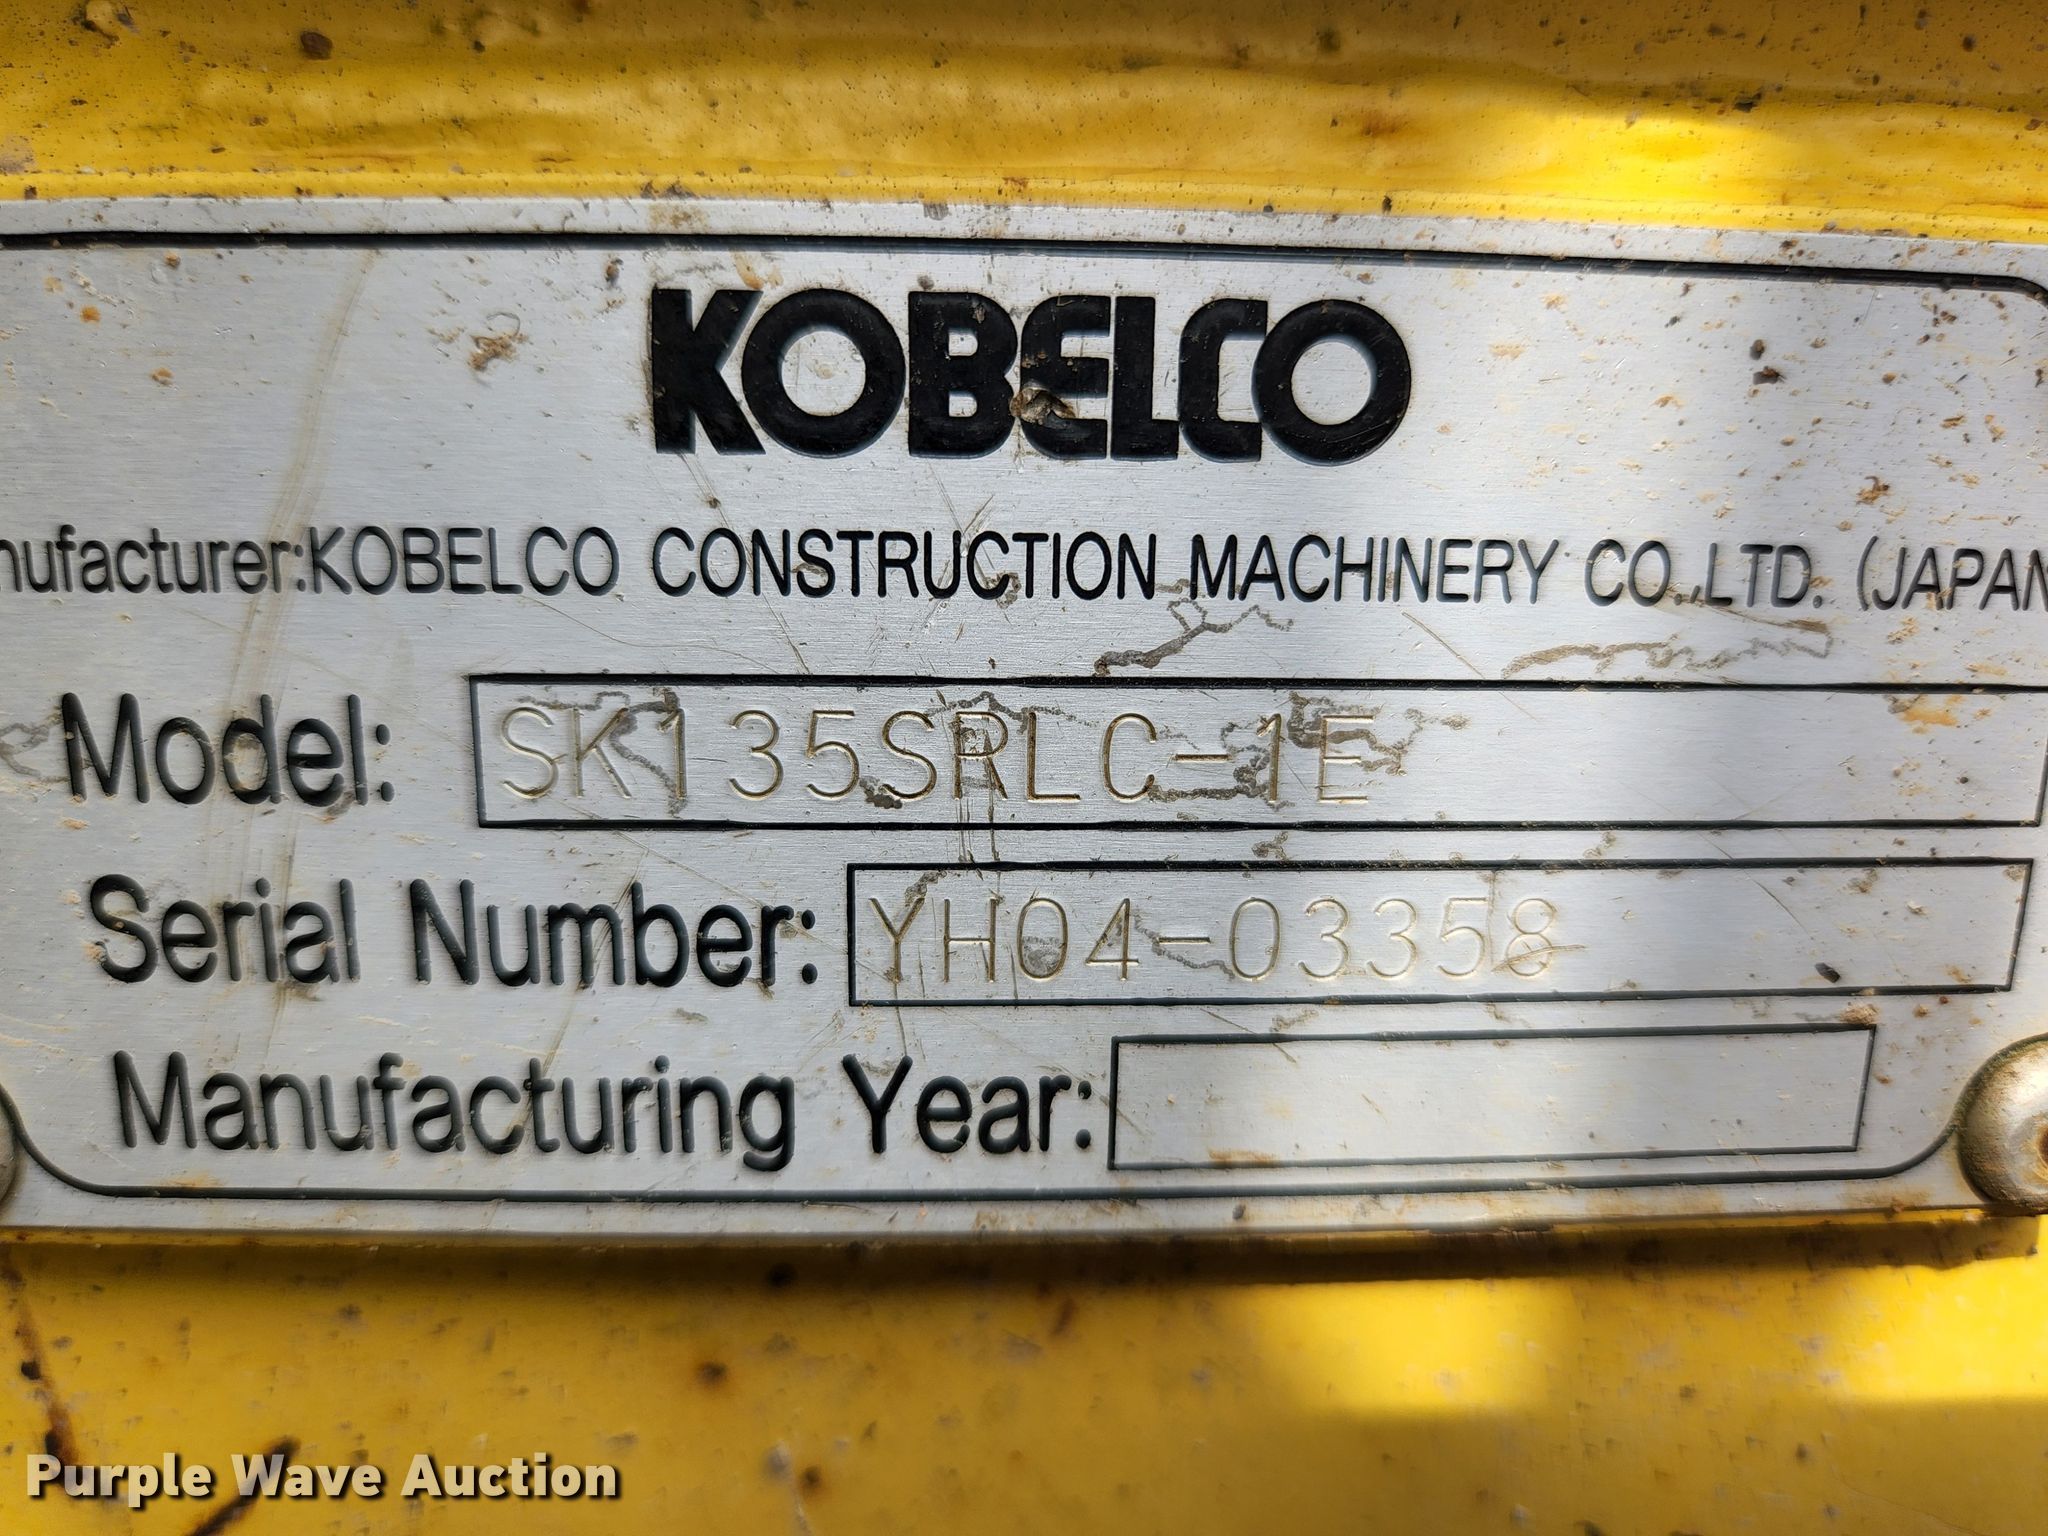 KOBELCO
nufacturer:KOBELCO CONSTRUCTION MACHINERY CO.,LTD. (JAPAN
Model: SK135SRLC-1E
Serial Number: YH04-03358
Manufacturing Year:
Purple Wave Auction